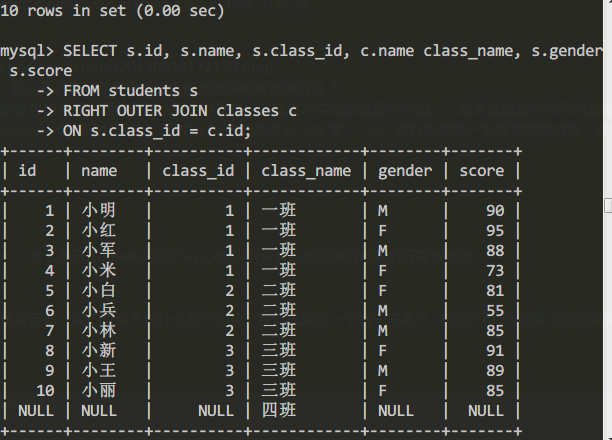 10 rows in set (0.00 sec)
mysql> SELECT s.id, s.name, s.class_id, c.name class_name, s.gender,
 s.score
    -> FROM students s
    -> RIGHT OUTER JOIN classes c
    -> ON s.class_id = c.id;
+------+--------+----------+------------+--------+-------+
| id   | name   | class_id | class_name | gender | score |
+------+--------+----------+------------+--------+-------+
|    1 | 小明   |        1 | 一班       | M      |    90 |
|    2 | 小红   |        1 | 一班       | F      |    95 |
|    3 | 小军   |        1 | 一班       | M      |    88 |
|    4 | 小米   |        1 | 一班       | F      |    73 |
|    5 | 小白   |        2 | 二班       | F      |    81 |
|    6 | 小兵   |        2 | 二班       | M      |    55 |
|    7 | 小林   |        2 | 二班       | M      |    85 |
|    8 | 小新   |        3 | 三班       | F      |    91 |
|    9 | 小王   |        3 | 三班       | M      |    89 |
|   10 | 小丽   |        3 | 三班       | F      |    85 |
| NULL | NULL   |     NULL | 四班       | NULL   |  NULL |
+------+--------+----------+------------+--------+-------+